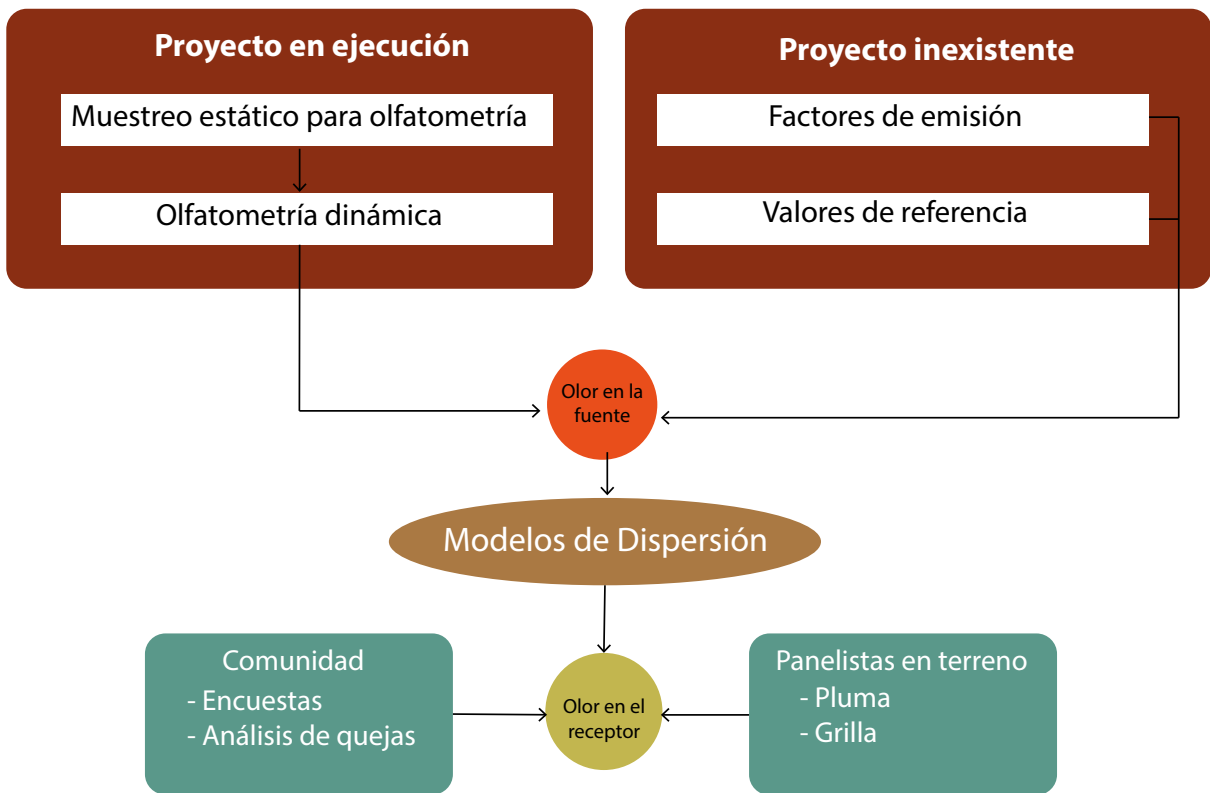 Proyecto en ejecución
Muestreo estático para olfatometría
Olfatometría dinámica
Proyecto inexistente
Factores de emisión
Valores de referencia
Olor en la
fuente
Modelos de Dispersión
Comunidad
- Encuestas
- Análisis de quejas
Olor en el
receptor
Panelistas en terreno
- Pluma
- Grilla